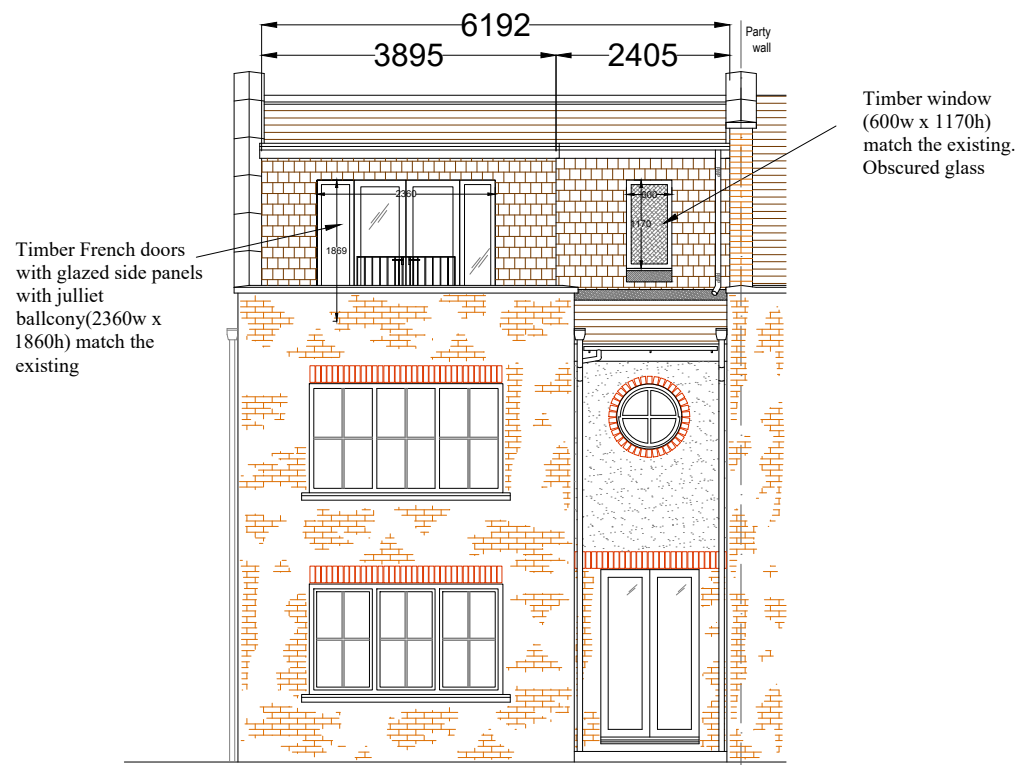 6192
3895
2405
Party
wall
Timber window
(600w x 1170h)
match the existing.
Obscured glass
2360
600
1170
1869
Timber French doors
with glazed side panels
with julliet
ballcony(2360w x
1860h) match the
existing